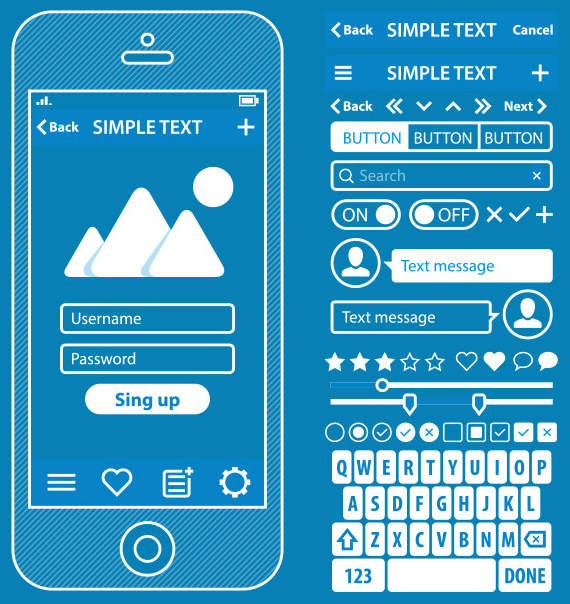 Back SIMPLE TEXT
Username
Password
Sing up
Back SIMPLE TEXT Cancel
SIMPLE TEXT
Back Next
BUTTON BUTTON BUTTON
Search
ON OFF
Text message
Text message
Q W E R T Y U I O P
A S D F G H J K L
Z X C V B N M
123 DONE